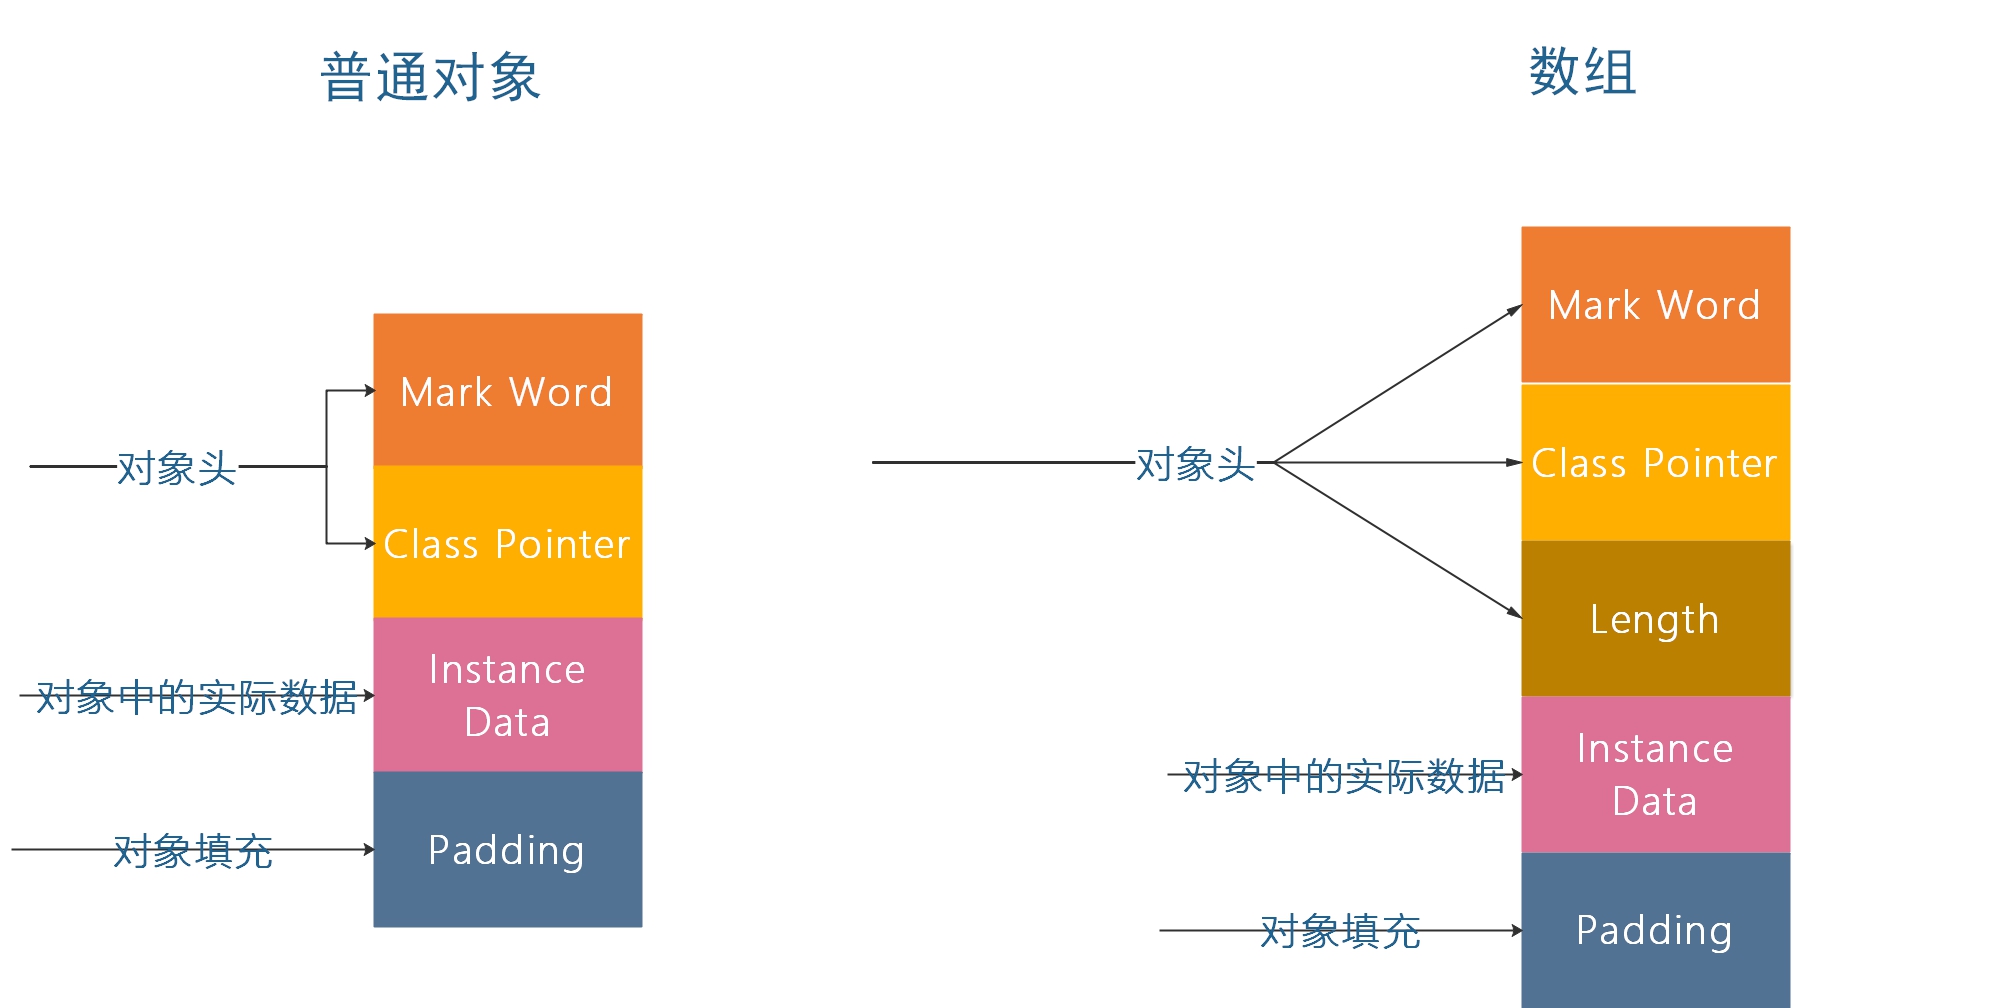 普通对象
Mark Word
对象头
Class Pointer
对象中的实际数据
Instance
Data
对象填充
Padding
数组
Mark Word
对象头
Class Pointer
Length
对象中的实际数据
Instance
Data
对象填充
Padding